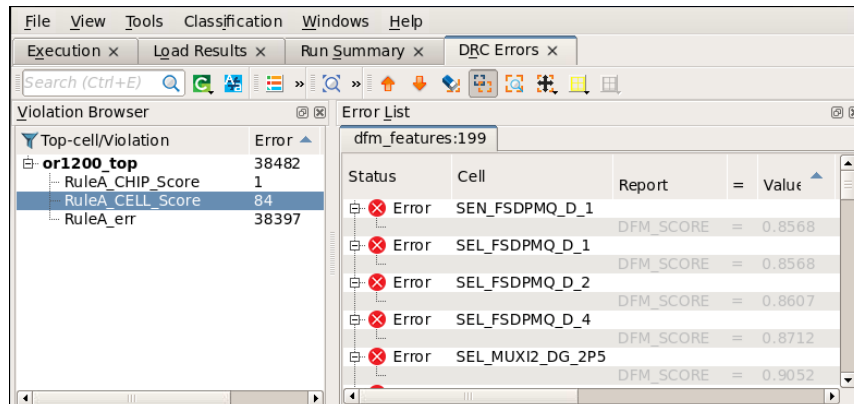 File View Tools Classification Windows Help
Execution × Load Results × Run Summary × DRC Errors ×
Search (Ctrl+E) » »
Violation Browser
Top-cell/Violation Error
or1200_top 38482
RuleA_CHIP_Score 1
RuleA_CELL_Score 84
RuleA_err 38397
Error List
dfm_features:199
Status Cell Report = Value
Error SEN_FSDPMQ_D_1
DFM_SCORE = 0.8568
Error SEL_FSDPMQ_D_1
DFM_SCORE = 0.8568
Error SEL_FSDPMQ_D_2
DFM_SCORE = 0.8607
Error SEL_FSDPMQ_D_4
DFM_SCORE = 0.8712
Error SEL_MUXI2_DG_2P5
DFM_SCORE = 0.9052